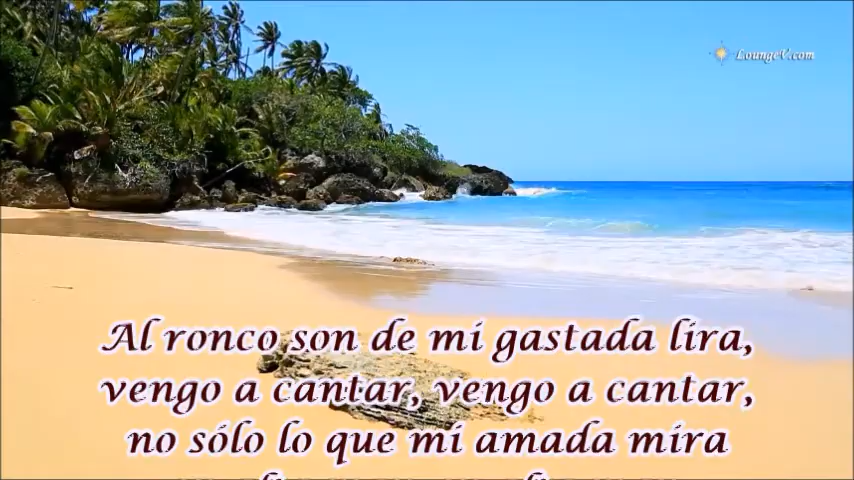 LoungeV.com
Al ronco son de mi gastada lira,
vengo a cantar, vengo a cantar,
no sólo lo que mi amada mira